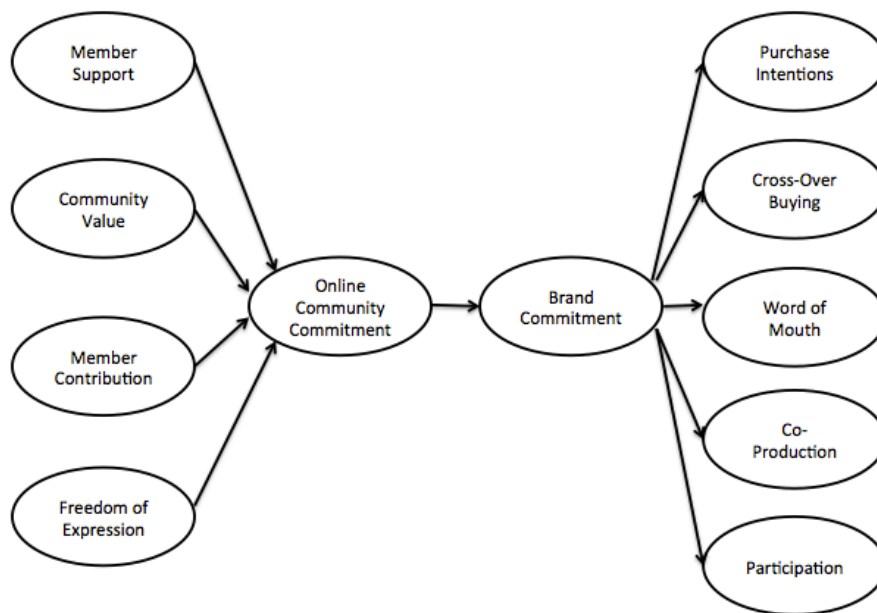 Member
Support
Community
Value
Member
Contribution
Freedom of
Expression
Online
Community
Commitment
Brand
Commitment
Purchase
Intentions
Cross-Over
Buying
Word of
Mouth
Co-
Production
Participation